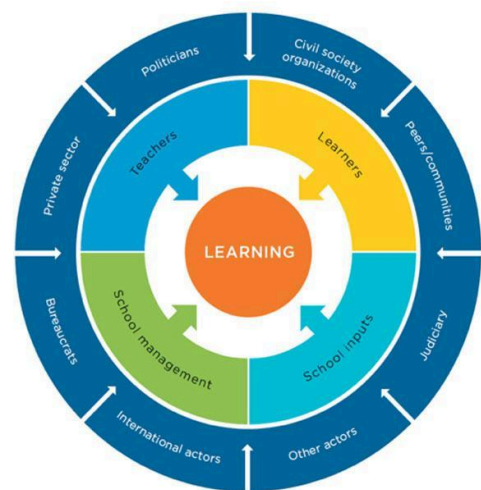 Politicians
Civil society
organizations
Private sector
Peers/communities
Teachers
Learners
LEARNING
Bureaucrats
School management
School inputs
Judiciary
International actors
Other actors